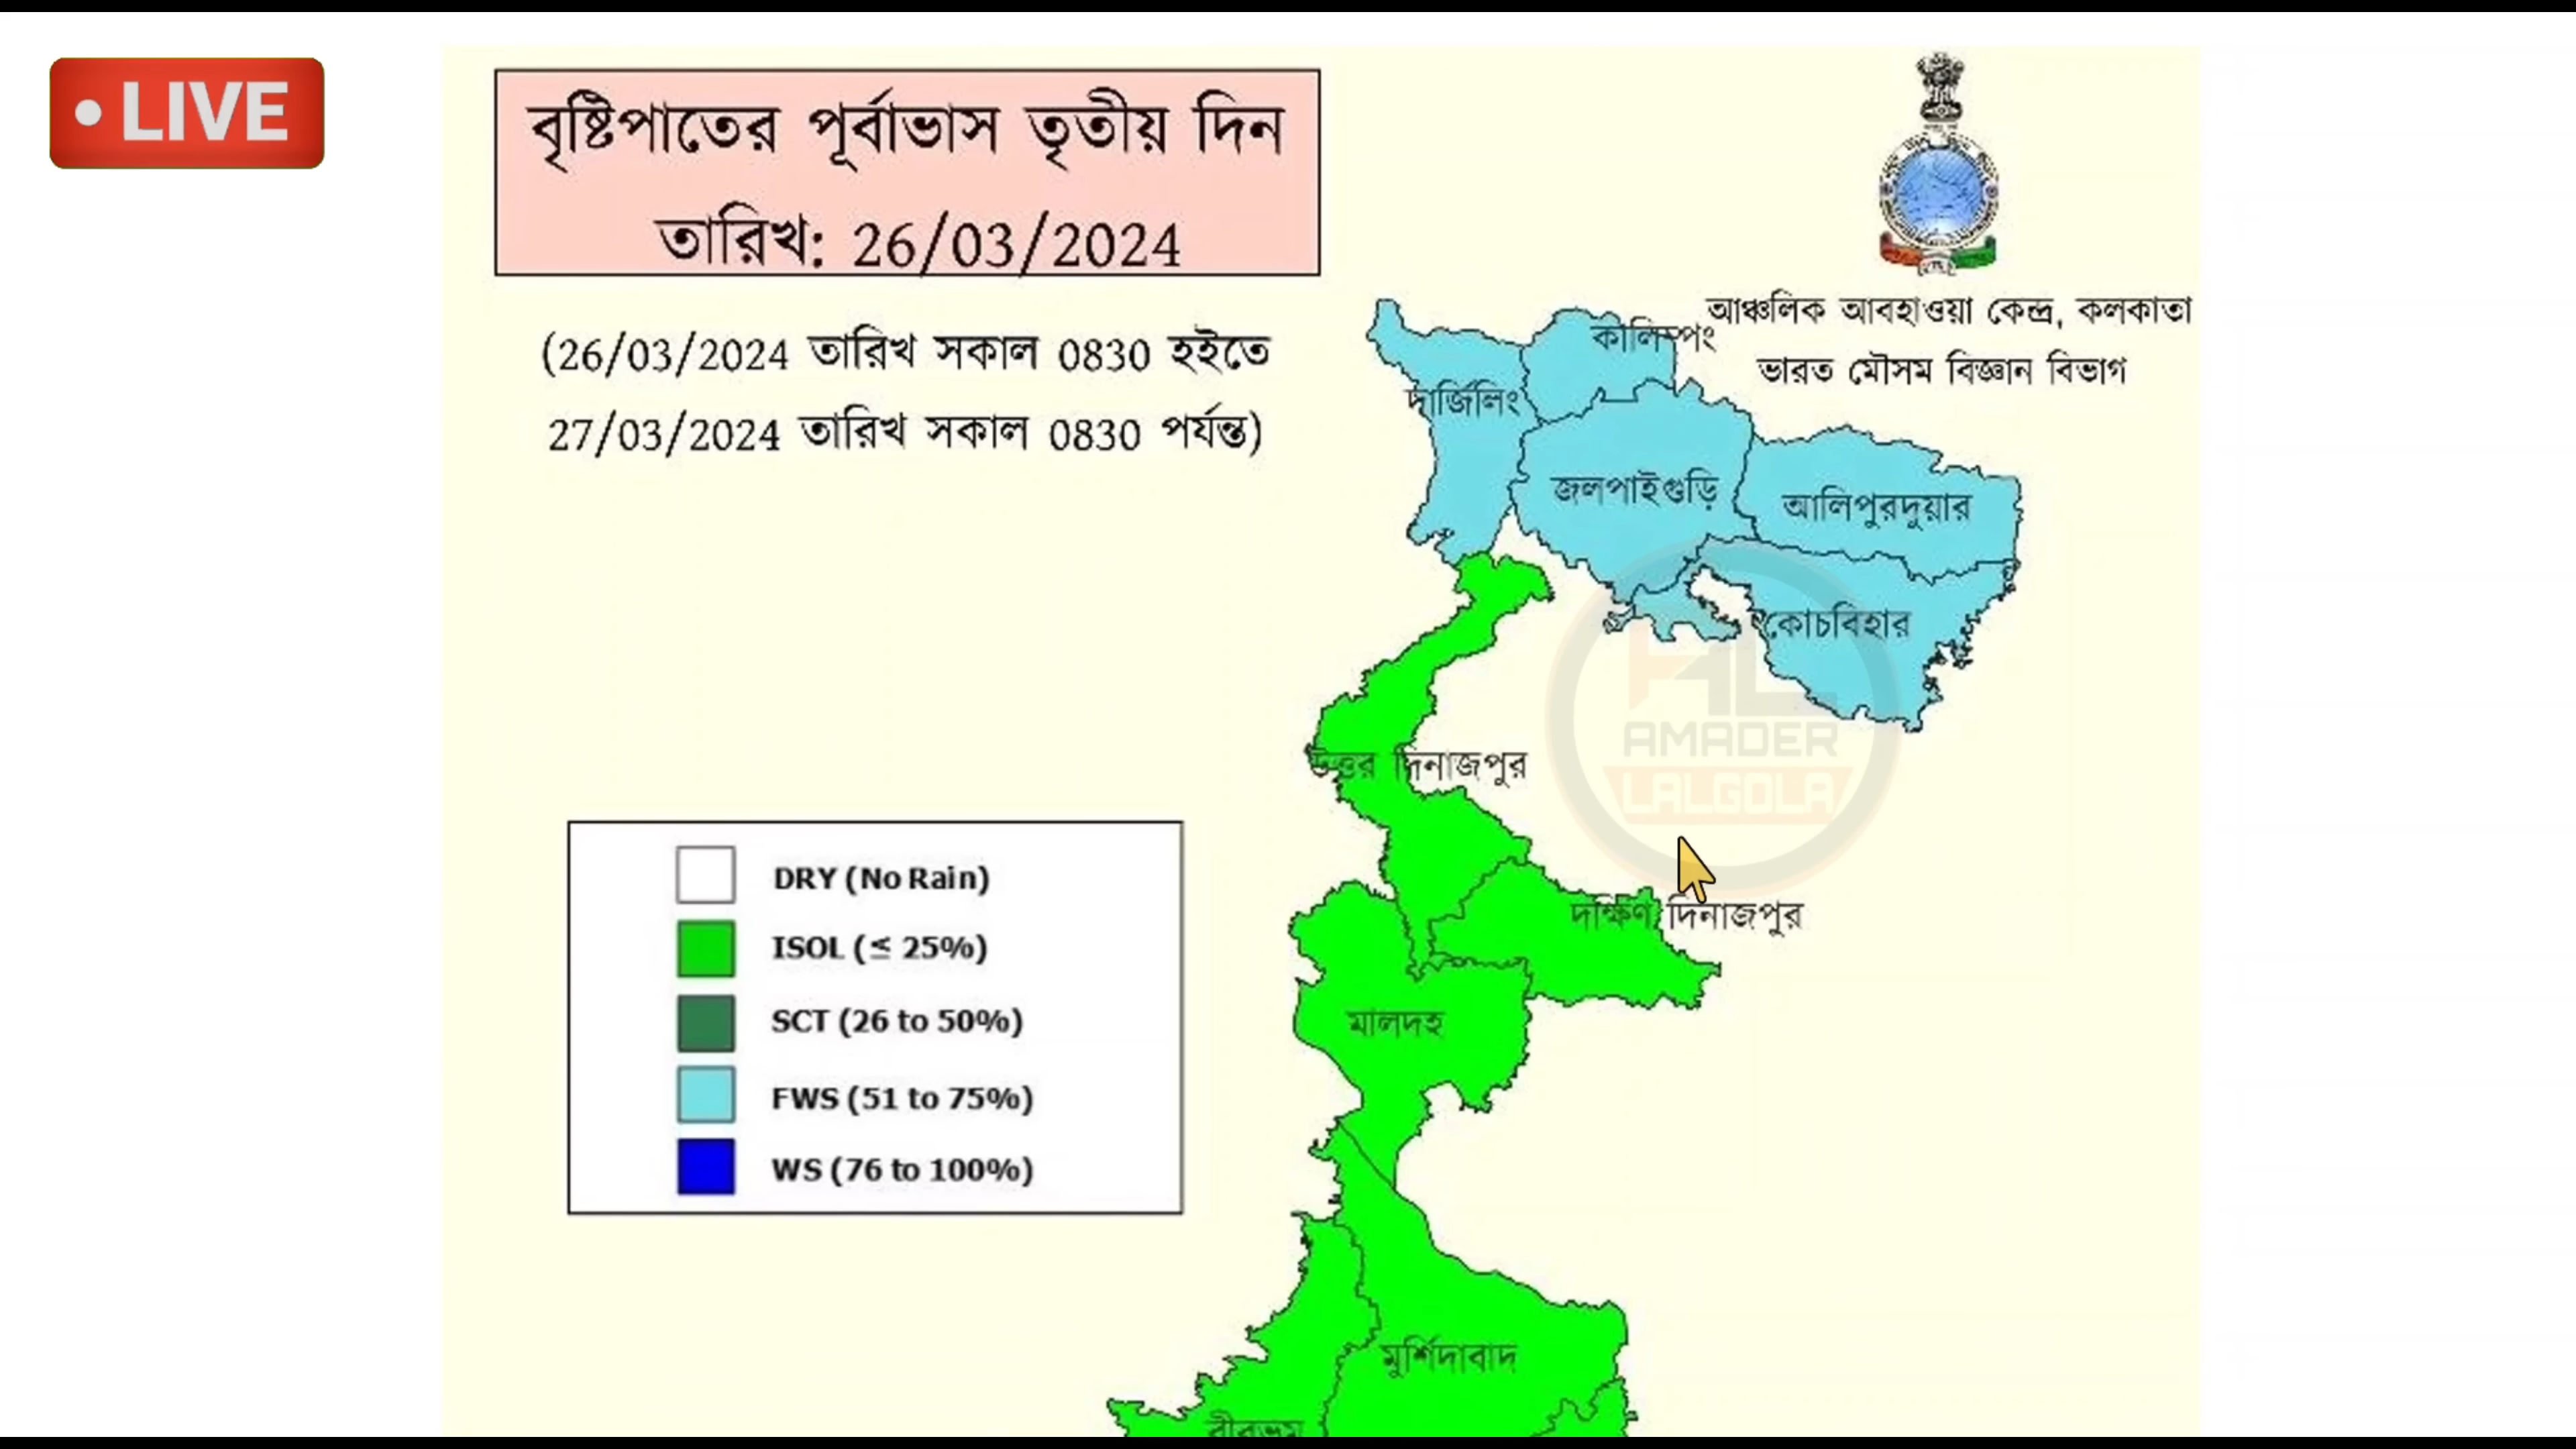 LIVE
বৃষ্টিপাতের পূর্বাভাস তৃতীয় দিন
তারিখ: 26/03/2024
(26/03/2024 তারিখ সকাল 0830 হইতে
27/03/2024 তারিখ সকাল 0830 পর্যন্ত)
আঞ্চলিক আবহাওয়া কেন্দ্র, কলকাতা
ভারত মৌসম বিজ্ঞান বিভাগ
কালিম্পং
দার্জিলিং
জলপাইগুড়ি
আলিপুরদুয়ার
কোচবিহার
AMADER
LALGOLA
উত্তর দিনাজপুর
দক্ষিণ দিনাজপুর
মালদহ
মুর্শিদাবাদ
বীরভূম
DRY (No Rain)
ISOL (≤ 25%)
SCT (26 to 50%)
FWS (51 to 75%)
WS (76 to 100%)